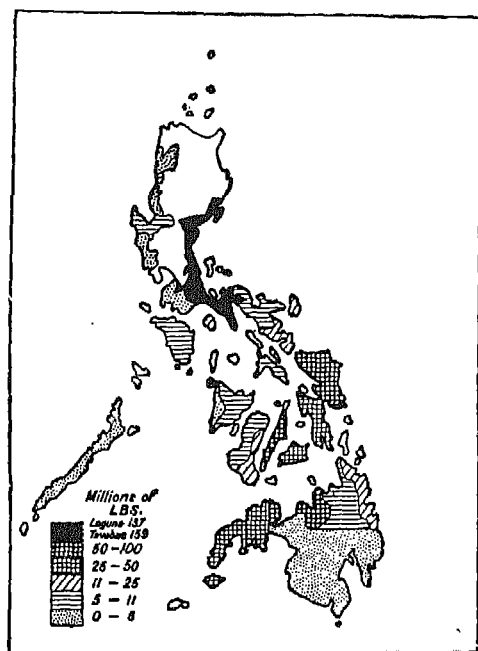 Millions of
LBS.
Laguna 137
Tayabas 159
50 – 100
25 – 50
11 – 25
5 – 11
0 – 5